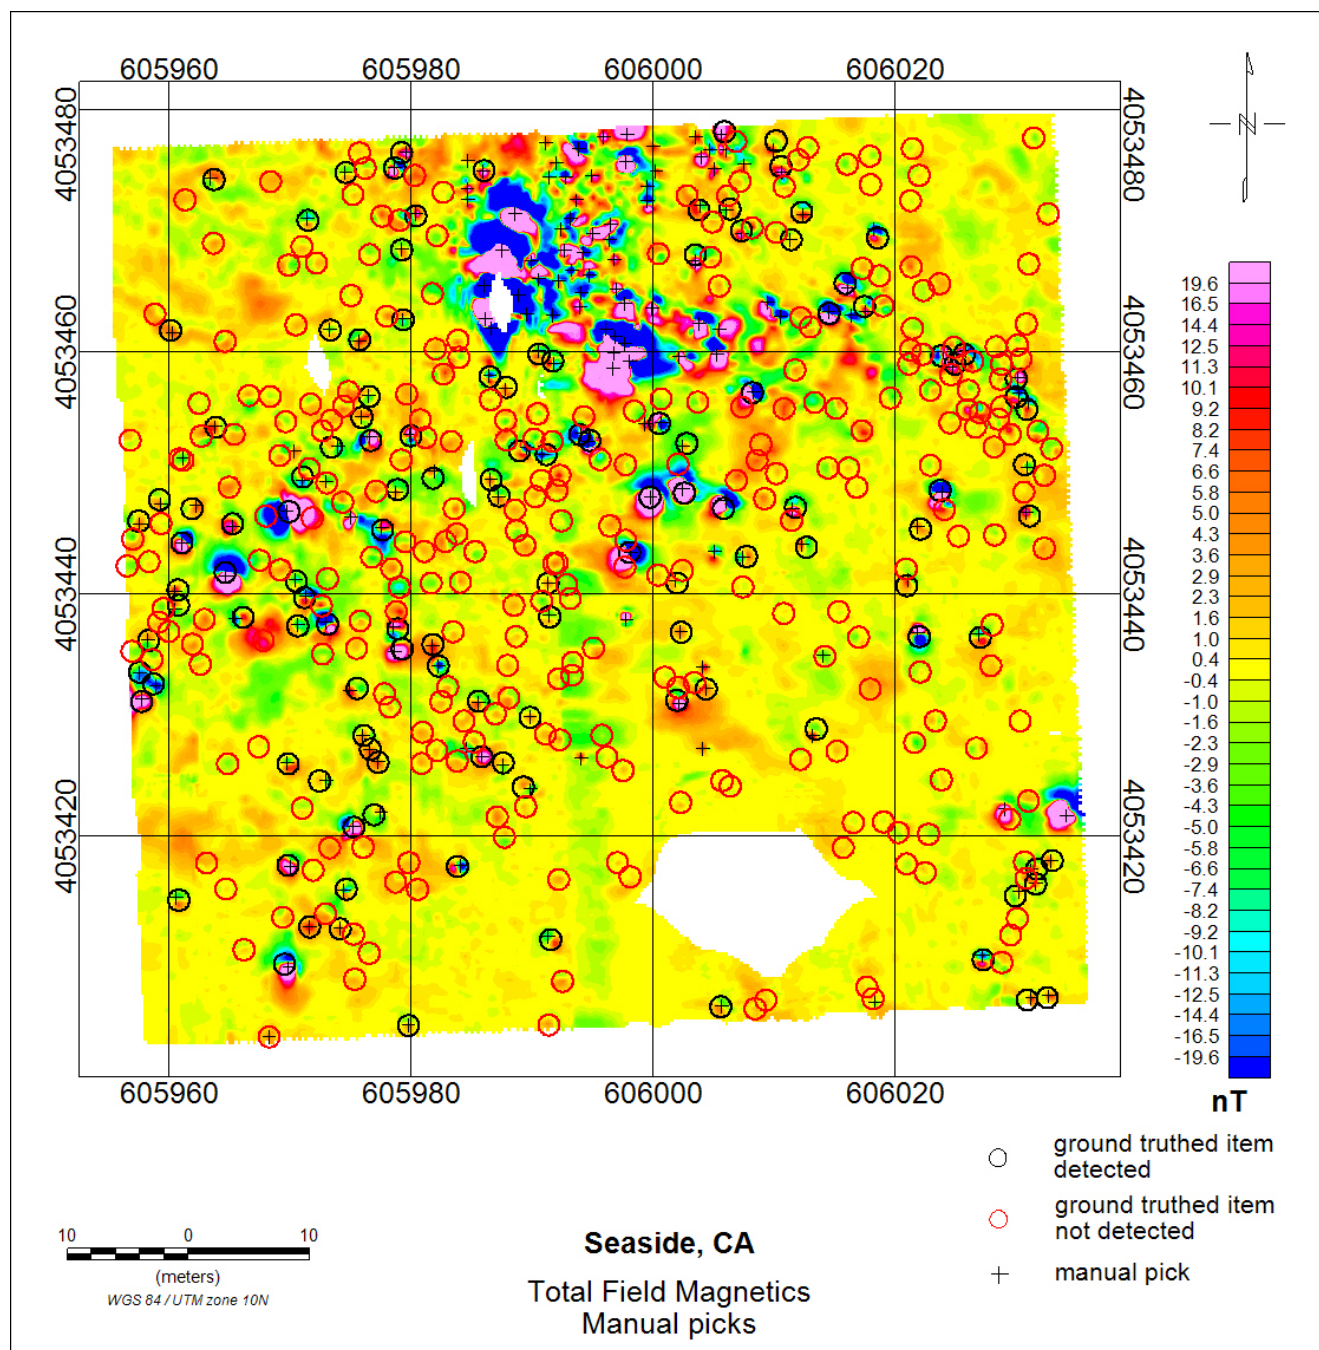 605960 605980 606000 606020
4053480 4053460 4053440 4053420
4053480 4053460 4053440 4053420
N
19.6
16.5
14.4
12.5
11.3
10.1
9.2
8.2
7.4
6.6
5.8
5.0
4.3
3.6
2.9
2.3
1.6
1.0
0.4
-0.4
-1.0
-1.6
-2.3
-2.9
-3.6
-4.3
-5.0
-5.8
-6.6
-7.4
-8.2
-9.2
-10.1
-11.3
-12.5
-14.4
-16.5
-19.6
nT
605960 605980 606000 606020
ground truthed item
detected
ground truthed item
not detected
manual pick
10 0 10
(meters)
WGS 84 / UTM zone 10N
Seaside, CA
Total Field Magnetics
Manual picks